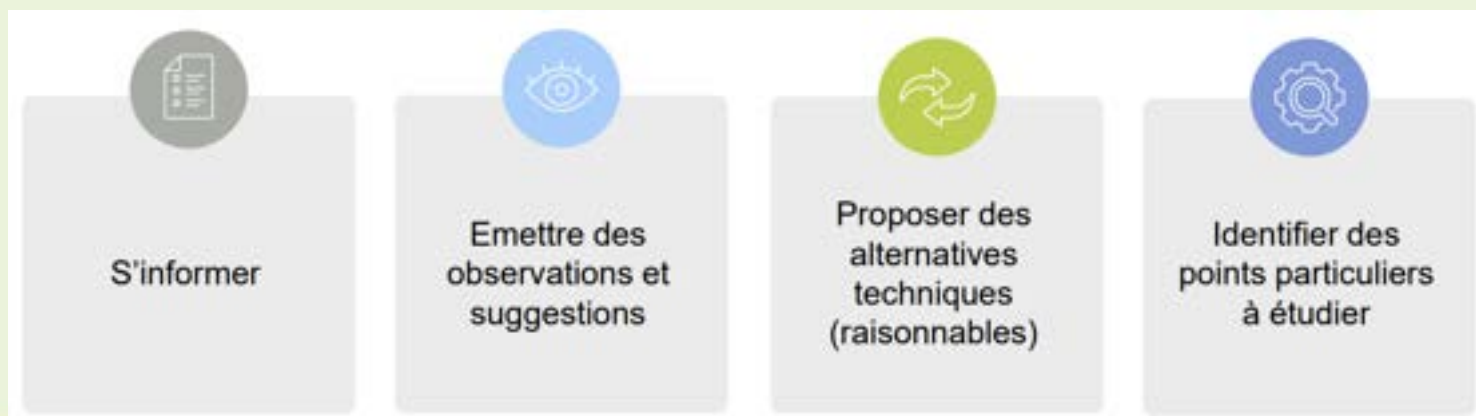 S'informer
Emettre des
observations et
suggestions
Proposer des
alternatives
techniques
(raisonnables)
Identifier des
points particuliers
à étudier